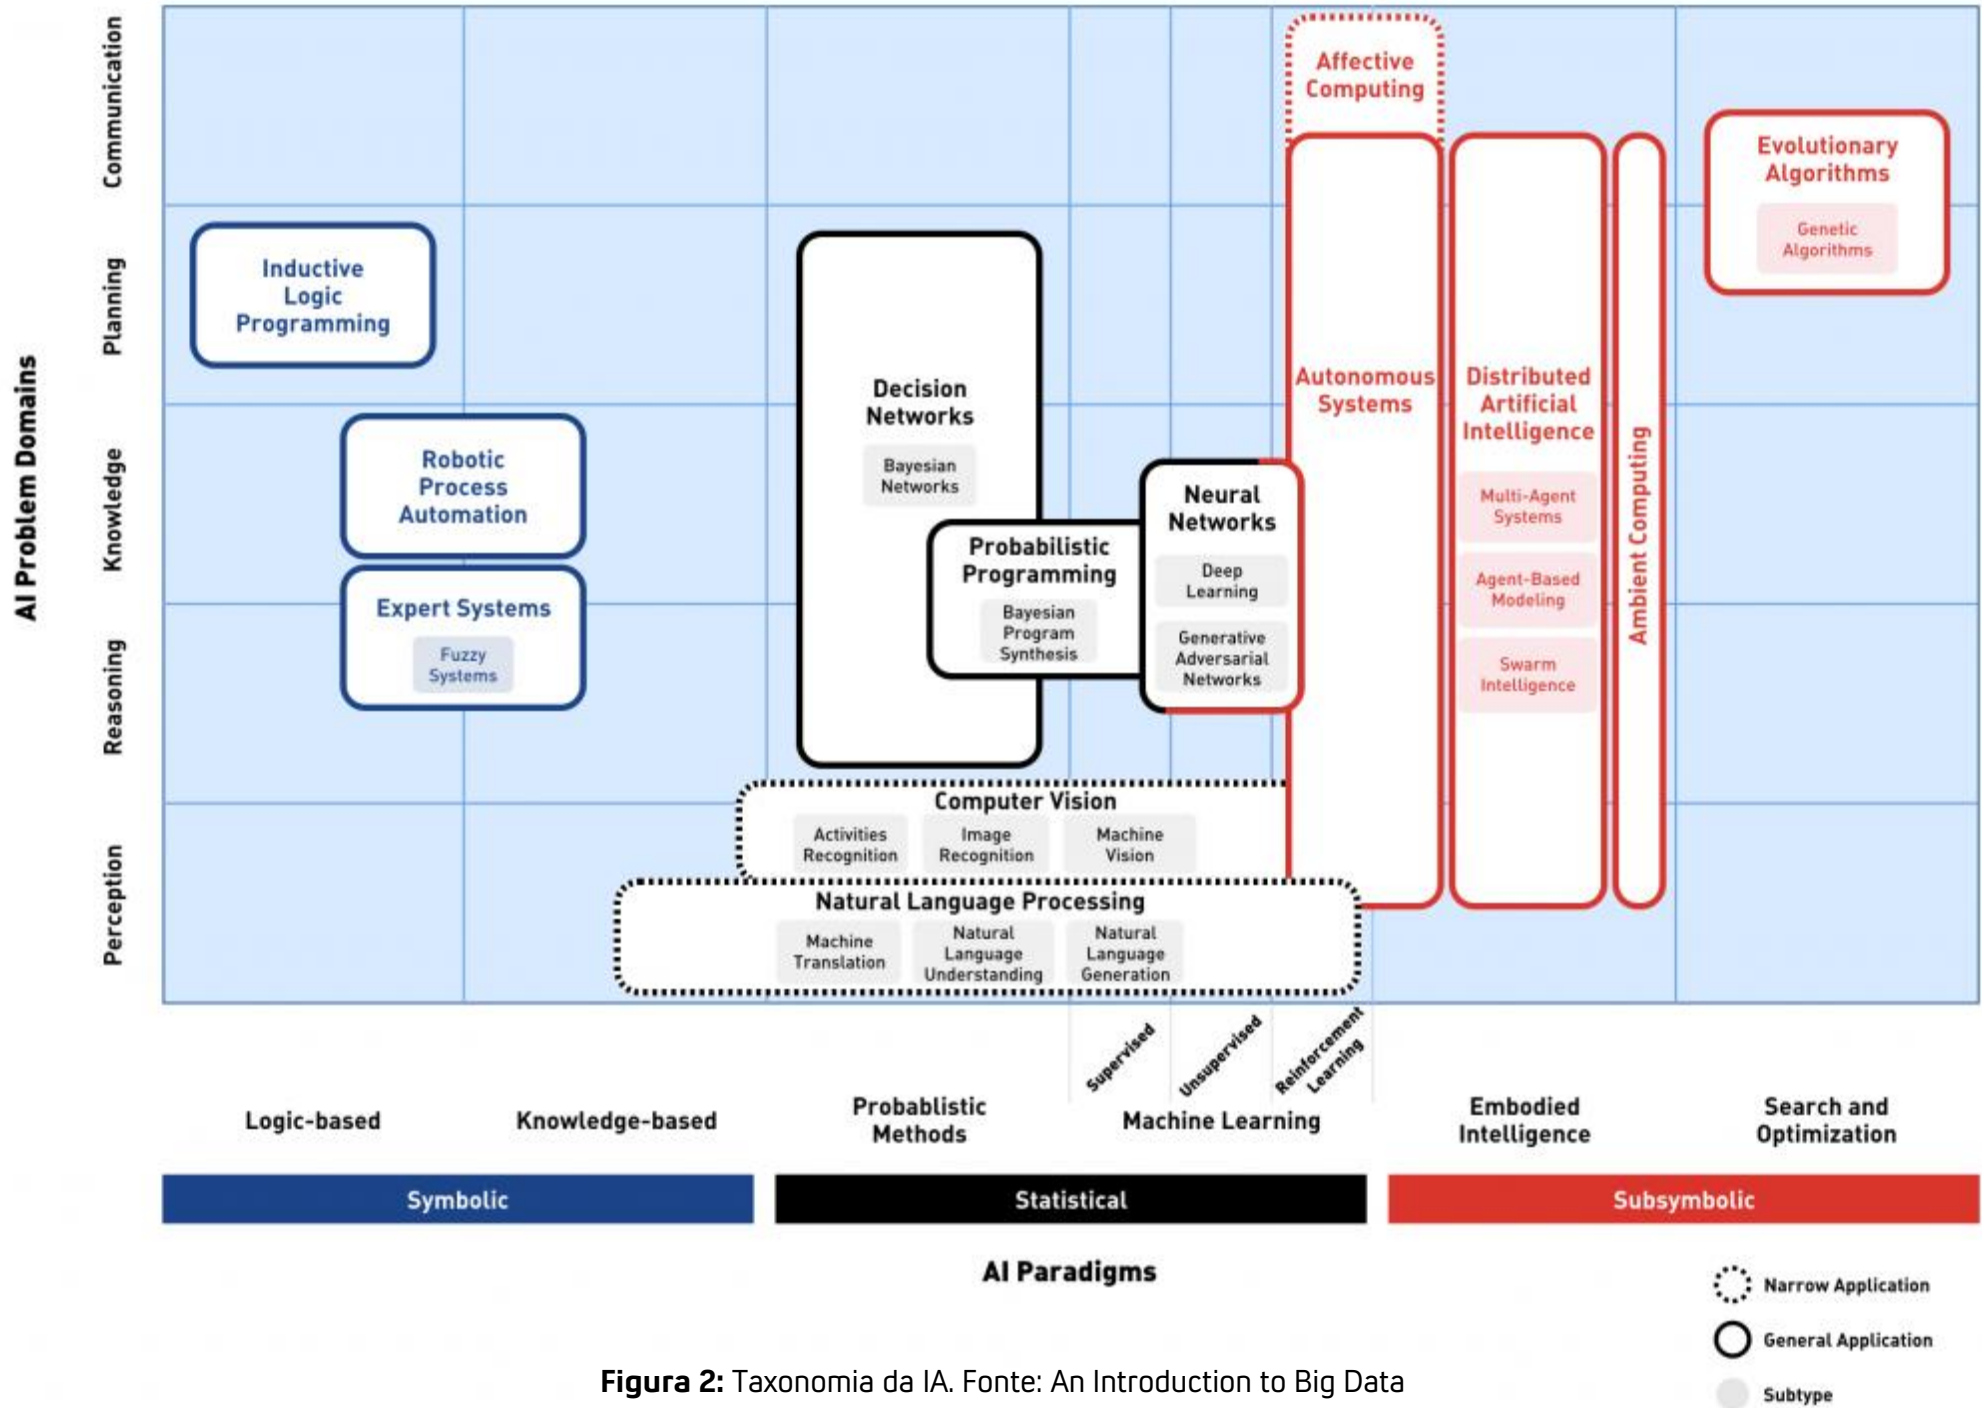 AI Problem Domains
Communication
Planning
Knowledge
Reasoning
Perception
Affective
Computing
Evolutionary
Algorithms
Genetic
Algorithms
Inductive
Logic
Programming
Decision
Networks
Bayesian
Networks
Autonomous
Systems
Distributed
Artificial
Intelligence
Multi-Agent
Systems
Agent-Based
Modeling
Swarm
Intelligence
Ambient Computing
Robotic
Process
Automation
Expert Systems
Fuzzy
Systems
Probabilistic
Programming
Bayesian
Program
Synthesis
Neural
Networks
Deep
Learning
Generative
Adversarial
Networks
Computer Vision
Activities
Recognition
Image
Recognition
Machine
Vision
Natural Language Processing
Machine
Translation
Natural
Language
Understanding
Natural
Language
Generation
Supervised
Unsupervised
Reinforcement
Learning
Logic-based
Knowledge-based
Probablistic
Methods
Machine Learning
Embodied
Intelligence
Search and
Optimization
Symbolic
Statistical
Subsymbolic
AI Paradigms
Narrow Application
General Application
Subtype
Figura 2: Taxonomia da IA. Fonte: An Introduction to Big Data